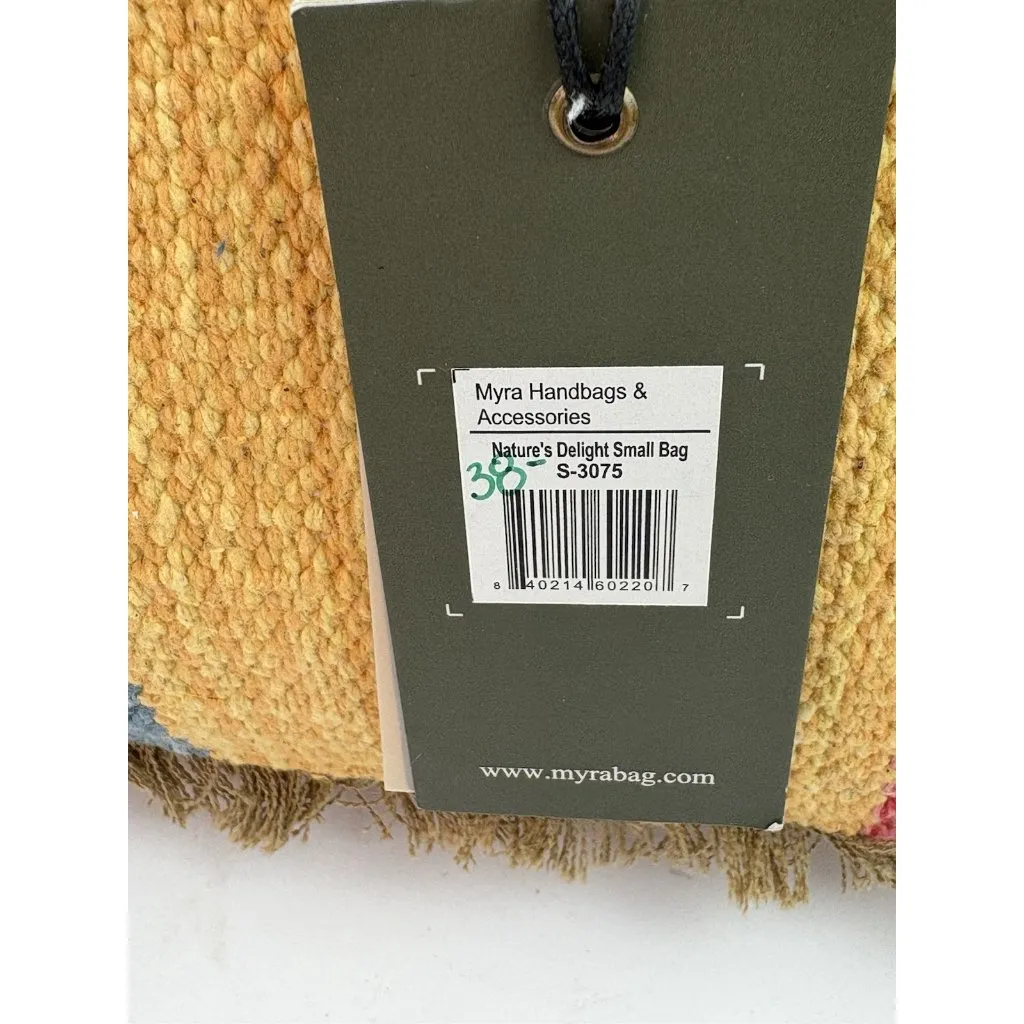 Myra Handbags &
Accessories
Nature's Delight Small Bag
38-
S-3075
8 40214 60220 7
www.myrabag.com